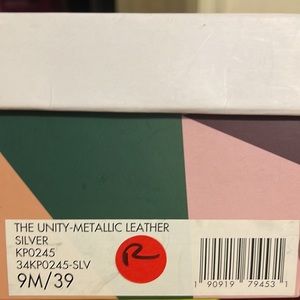 THE UNITY-METALLIC LEATHER
SILVER
KP0245
34KP0245-SLV
9M/39
R
1 90919 79453 1